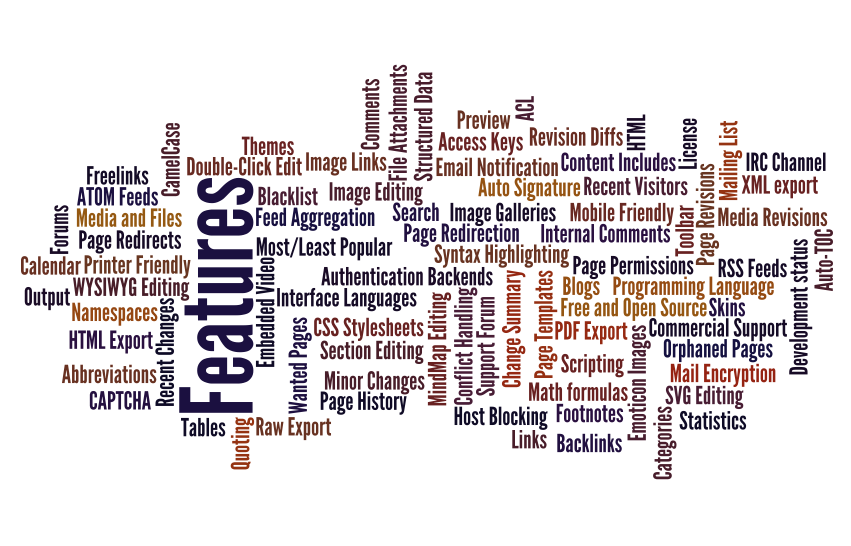 Comments
File Attachments
Structured Data
ACL
Preview
Access Keys
Revision Diffs
HTML
License
Mailing List
CamelCase
Themes
Double-Click Edit
Image Links
Email Notification
Content Includes
IRC Channel
Freelinks
ATOM Feeds
Blacklist
Image Editing
Auto Signature
Recent Visitors
XML export
Forums
Media and Files
Features
Feed Aggregation
Search
Image Galleries
Mobile Friendly
Toolbar
Page Revisions
Media Revisions
Page Redirects
Most/Least Popular
Page Redirection
Internal Comments
Auto-TOC
Calendar
Printer Friendly
Syntax Highlighting
Page Permissions
RSS Feeds
Development status
Output
WYSIWYG Editing
Embedded Video
Authentication Backends
Blogs
Programming Language
Namespaces
Recent Changes
Interface Languages
MindMap Editing
Conflict Handling
Support Forum
Change Summary
Page Templates
Free and Open Source
Skins
HTML Export
Wanted Pages
CSS Stylesheets
PDF Export
Commercial Support
Section Editing
Emoticon Images
Orphaned Pages
Abbreviations
Minor Changes
Scripting
Mail Encryption
CAPTCHA
Page History
Math formulas
SVG Editing
Tables
Quoting
Raw Export
Host Blocking
Footnotes
Categories
Statistics
Links
Backlinks